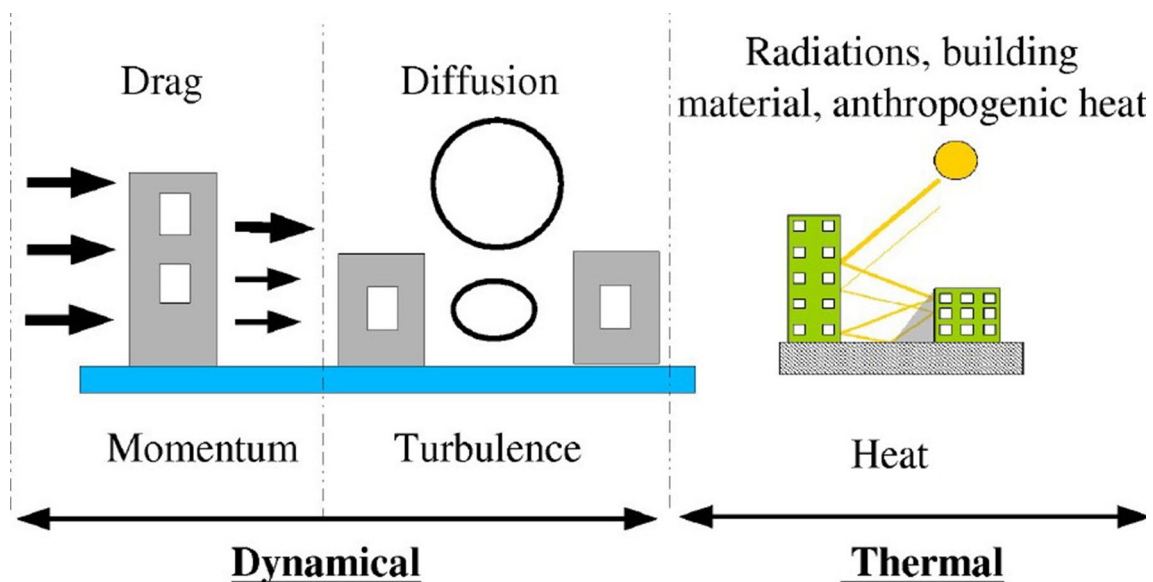 Drag
Diffusion
Radiations, building
material, anthropogenic heat
Momentum
Turbulence
Heat
Dynamical
Thermal